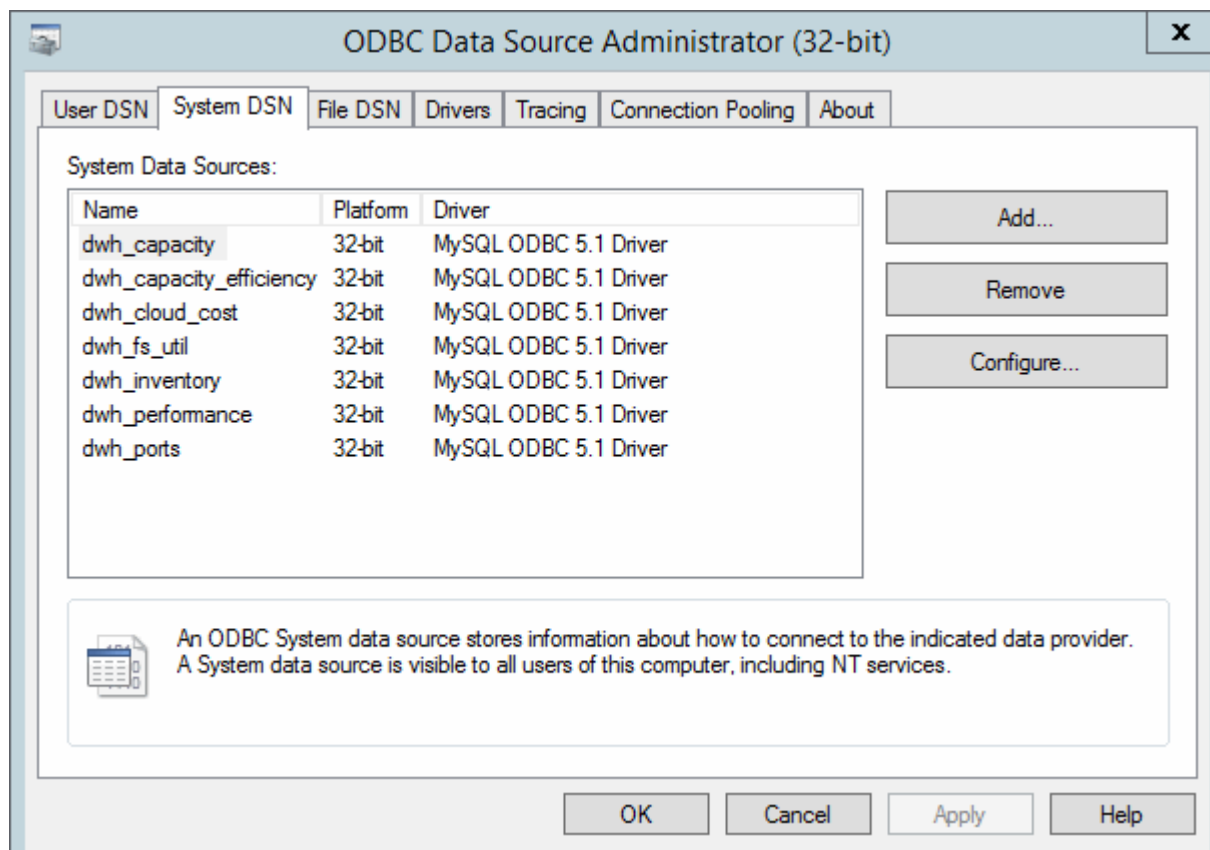 ODBC Data Source Administrator (32-bit)
x
User DSN System DSN File DSN Drivers Tracing Connection Pooling About
System Data Sources:
Name Platform Driver
dwh_capacity 32-bit MySQL ODBC 5.1 Driver
dwh_capacity_efficiency 32-bit MySQL ODBC 5.1 Driver
dwh_cloud_cost 32-bit MySQL ODBC 5.1 Driver
dwh_fs_util 32-bit MySQL ODBC 5.1 Driver
dwh_inventory 32-bit MySQL ODBC 5.1 Driver
dwh_performance 32-bit MySQL ODBC 5.1 Driver
dwh_ports 32-bit MySQL ODBC 5.1 Driver
Add...
Remove
Configure...
An ODBC System data source stores information about how to connect to the indicated data provider.
A System data source is visible to all users of this computer, including NT services.
OK Cancel Apply Help